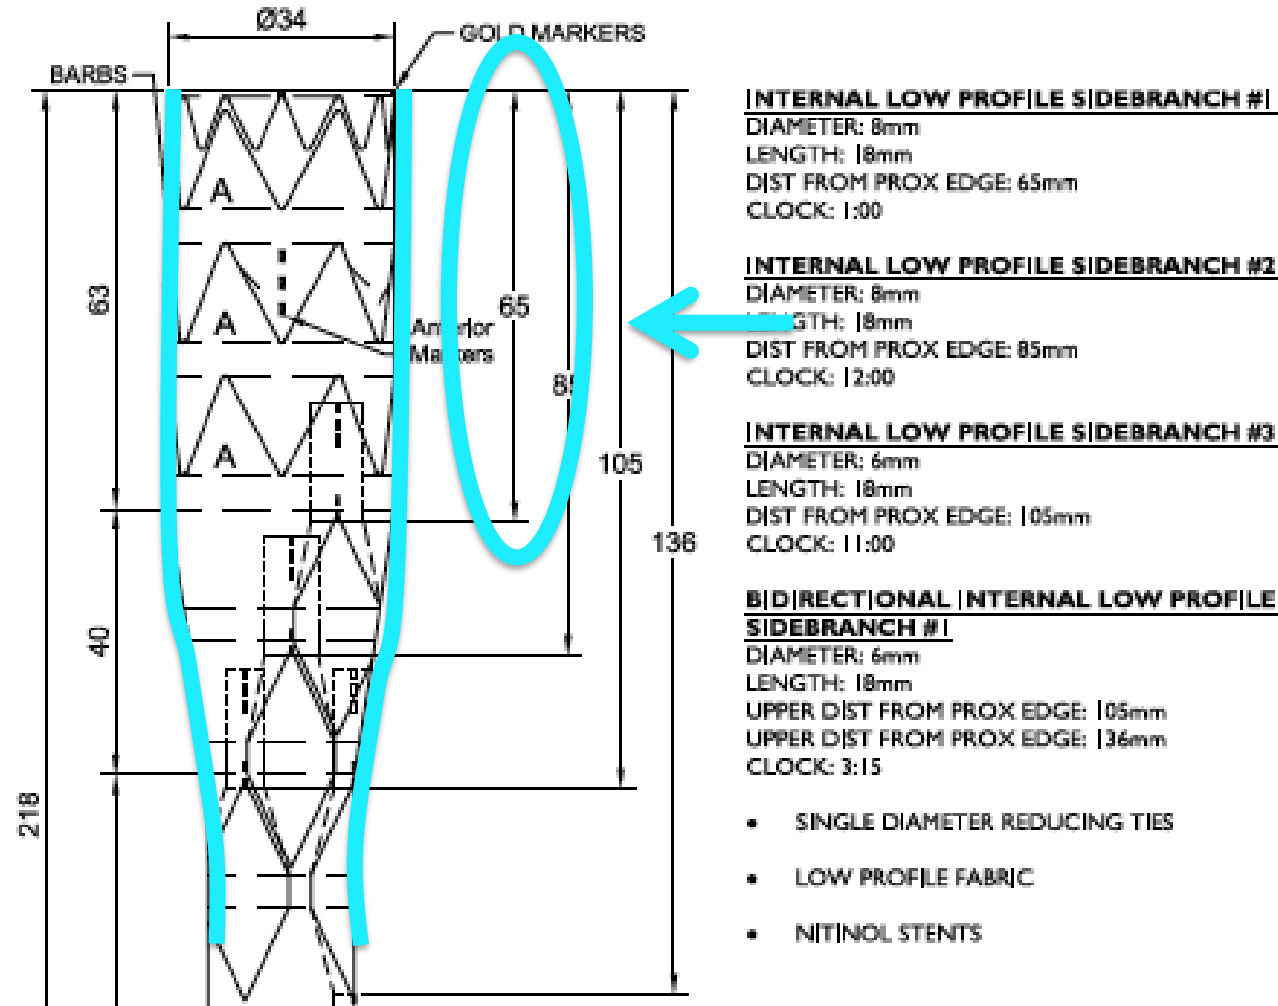 Ø34
GOLD MARKERS
BARBS
A
A
A
Anterior
Markers
63
40
218
65
85
105
136
INTERNAL LOW PROFILE SIDEBRANCH #1
DIAMETER: 8mm
LENGTH: 18mm
DIST FROM PROX EDGE: 65mm
CLOCK: 1:00
INTERNAL LOW PROFILE SIDEBRANCH #2
DIAMETER: 8mm
LENGTH: 18mm
DIST FROM PROX EDGE: 85mm
CLOCK: 12:00
INTERNAL LOW PROFILE SIDEBRANCH #3
DIAMETER: 6mm
LENGTH: 18mm
DIST FROM PROX EDGE: 105mm
CLOCK: 11:00
BIDIRECTIONAL INTERNAL LOW PROFILE
SIDEBRANCH #1
DIAMETER: 6mm
LENGTH: 18mm
UPPER DIST FROM PROX EDGE: 105mm
UPPER DIST FROM PROX EDGE: 136mm
CLOCK: 3:15
• SINGLE DIAMETER REDUCING TIES
• LOW PROFILE FABRIC
• NITINOL STENTS